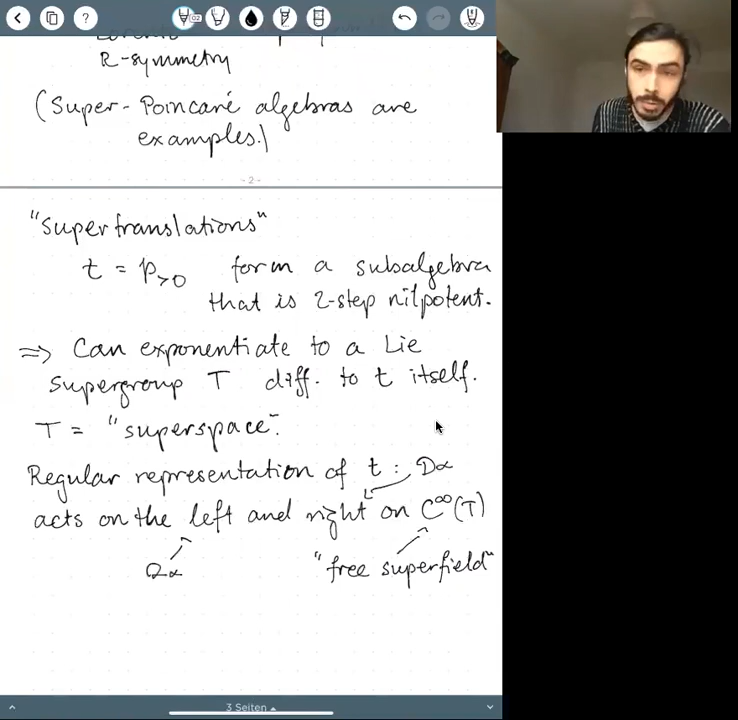 R-symmetry
(Super-Poincaré algebras are
examples.)
-2-
"Supertranslations"
t = p>0 form a subalgebra
that is 2-step nilpotent.
⇒ Can exponentiate to a Lie
supergroup T diff. to t itself.
T = "superspace".
Regular representation of t : Dα
acts on the left and right on C∞(T)
Qα "free superfield"
3 Seiten